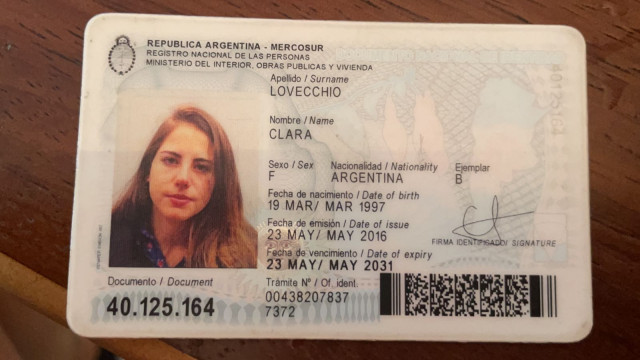 REPUBLICA ARGENTINA - MERCOSUR
REGISTRO NACIONAL DE LAS PERSONAS
MINISTERIO DEL INTERIOR, OBRAS PUBLICAS Y VIVIENDA
Apellido / Surname
LOVECCHIO
Nombre / Name
CLARA
Sexo / Sex Nacionalidad / Nationality Ejemplar
F ARGENTINA B
Fecha de nacimiento / Date of birth
19 MAR/ MAR 1997
Fecha de emisión / Date of issue
23 MAY/ MAY 2016
FIRMA IDENTIFICADO/ SIGNATURE
Fecha de vencimiento / Date of expiry
23 MAY/ MAY 2031
Documento / Document
40.125.164
Trámite Nº / Of. ident.
00438207837
7372